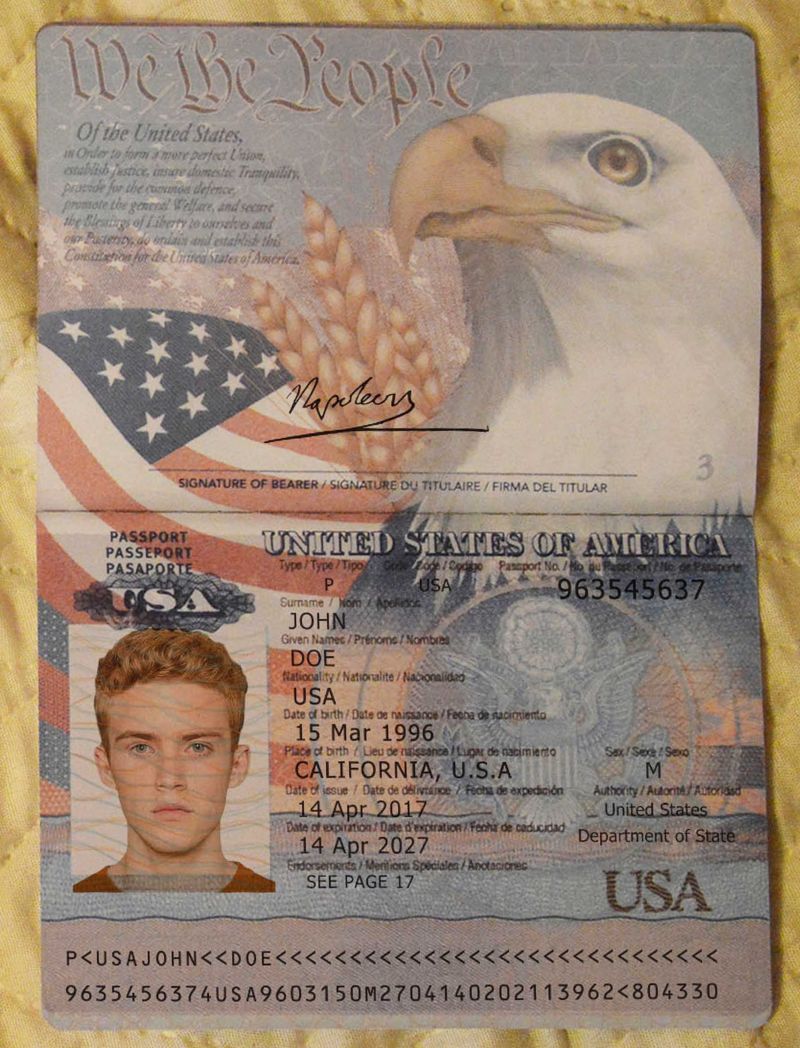 We the People
Of the United States,
in Order to form a more perfect Union,
establish justice, insure domestic Tranquility,
provide for the common defence,
promote the general Welfare, and secure
the Blessings of Liberty to ourselves and
our Posterity, do ordain and establish this
Constitution for the United States of America.
Napoleon
SIGNATURE OF BEARER / SIGNATURE DU TITULAIRE / FIRMA DEL TITULAR
3
PASSPORT
PASSEPORT
PASAPORTE
USA
UNITED STATES OF AMERICA
Type / Type / Tipo Code / Code / Codigo Passport No. / No. du Passeport / No. de Pasaporte
P USA 963545637
Surname / Nom / Apellidos
JOHN
Given Names / Prénoms / Nombres
DOE
Nationality / Nationalité / Nacionalidad
USA
Date of birth / Date de naissance / Fecha de nacimiento
15 Mar 1996
Place of birth / Lieu de naissance / Lugar de nacimiento Sex / Sexe / Sexo
CALIFORNIA, U.S.A M
Date of issue / Date de délivrance / Fecha de expedición Authority / Autorité / Autoridad
14 Apr 2017 United States
Date of expiration / Date d'expiration / Fecha de caducidad Department of State
14 Apr 2027
Endorsements / Mentions Spéciales / Anotaciones
SEE PAGE 17
USA
P<USAJOHN<<DOE<<<<<<<<<<<<<<<<<<<<<<<<<<<<<<
9635456374USA9603150M2704140202113962<804330